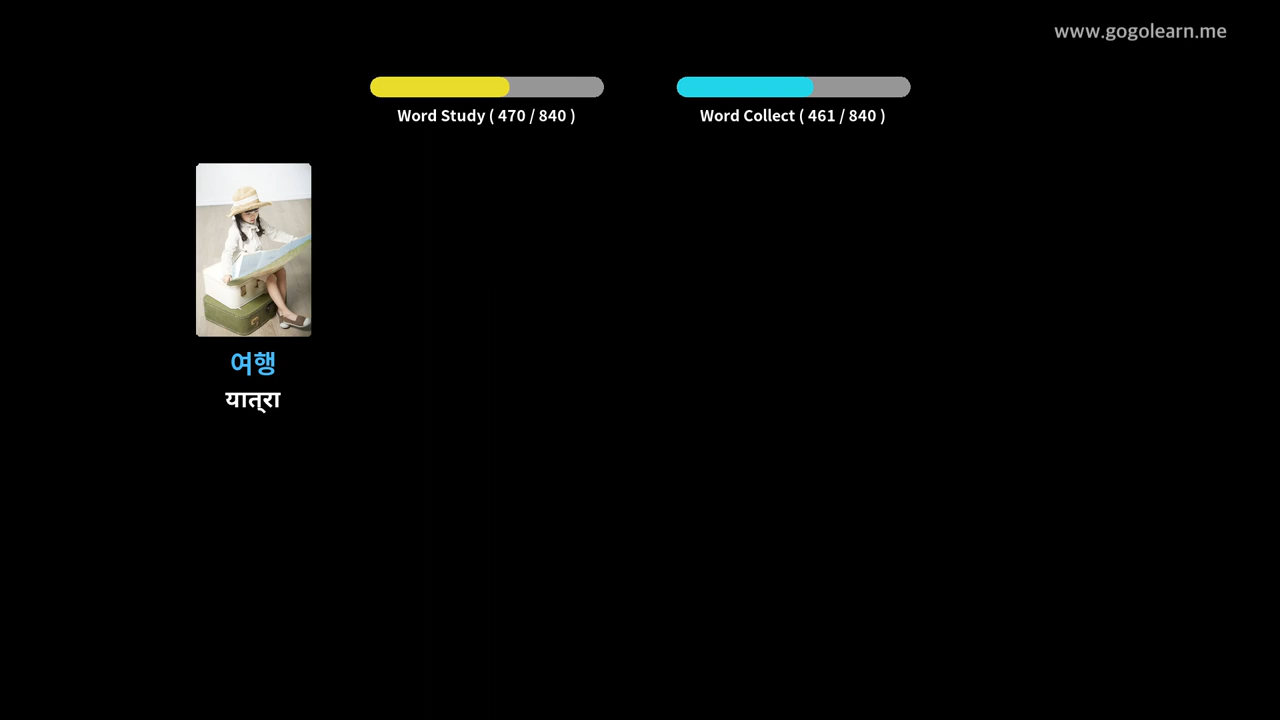 www.gogolearn.me
Word Study ( 470 / 840 )
Word Collect ( 461 / 840 )
여행
यात्रा